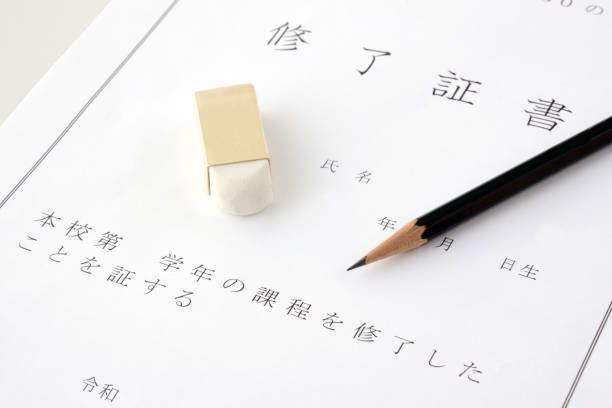 の
修了証書
氏名
年 月 日生
本校第 学年の課程を修了した
ことを証する
令和